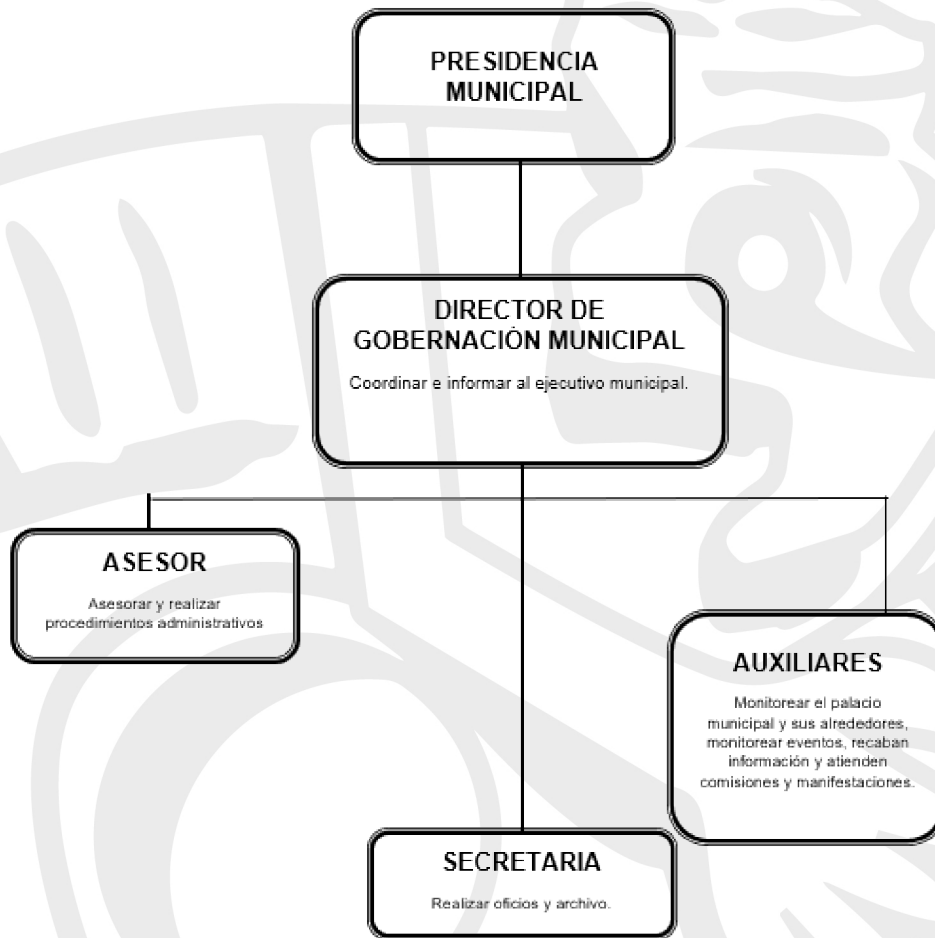 PRESIDENCIA
MUNICIPAL
DIRECTOR DE
GOBERNACIÓN MUNICIPAL
Coordinar e informar al ejecutivo municipal.
ASESOR
Asesorar y realizar
procedimientos administrativos
AUXILIARES
Monitorear el palacio
municipal y sus alrededores,
monitorear eventos, recaban
información y atienden
comisiones y manifestaciones.
SECRETARIA
Realizar oficios y archivo.